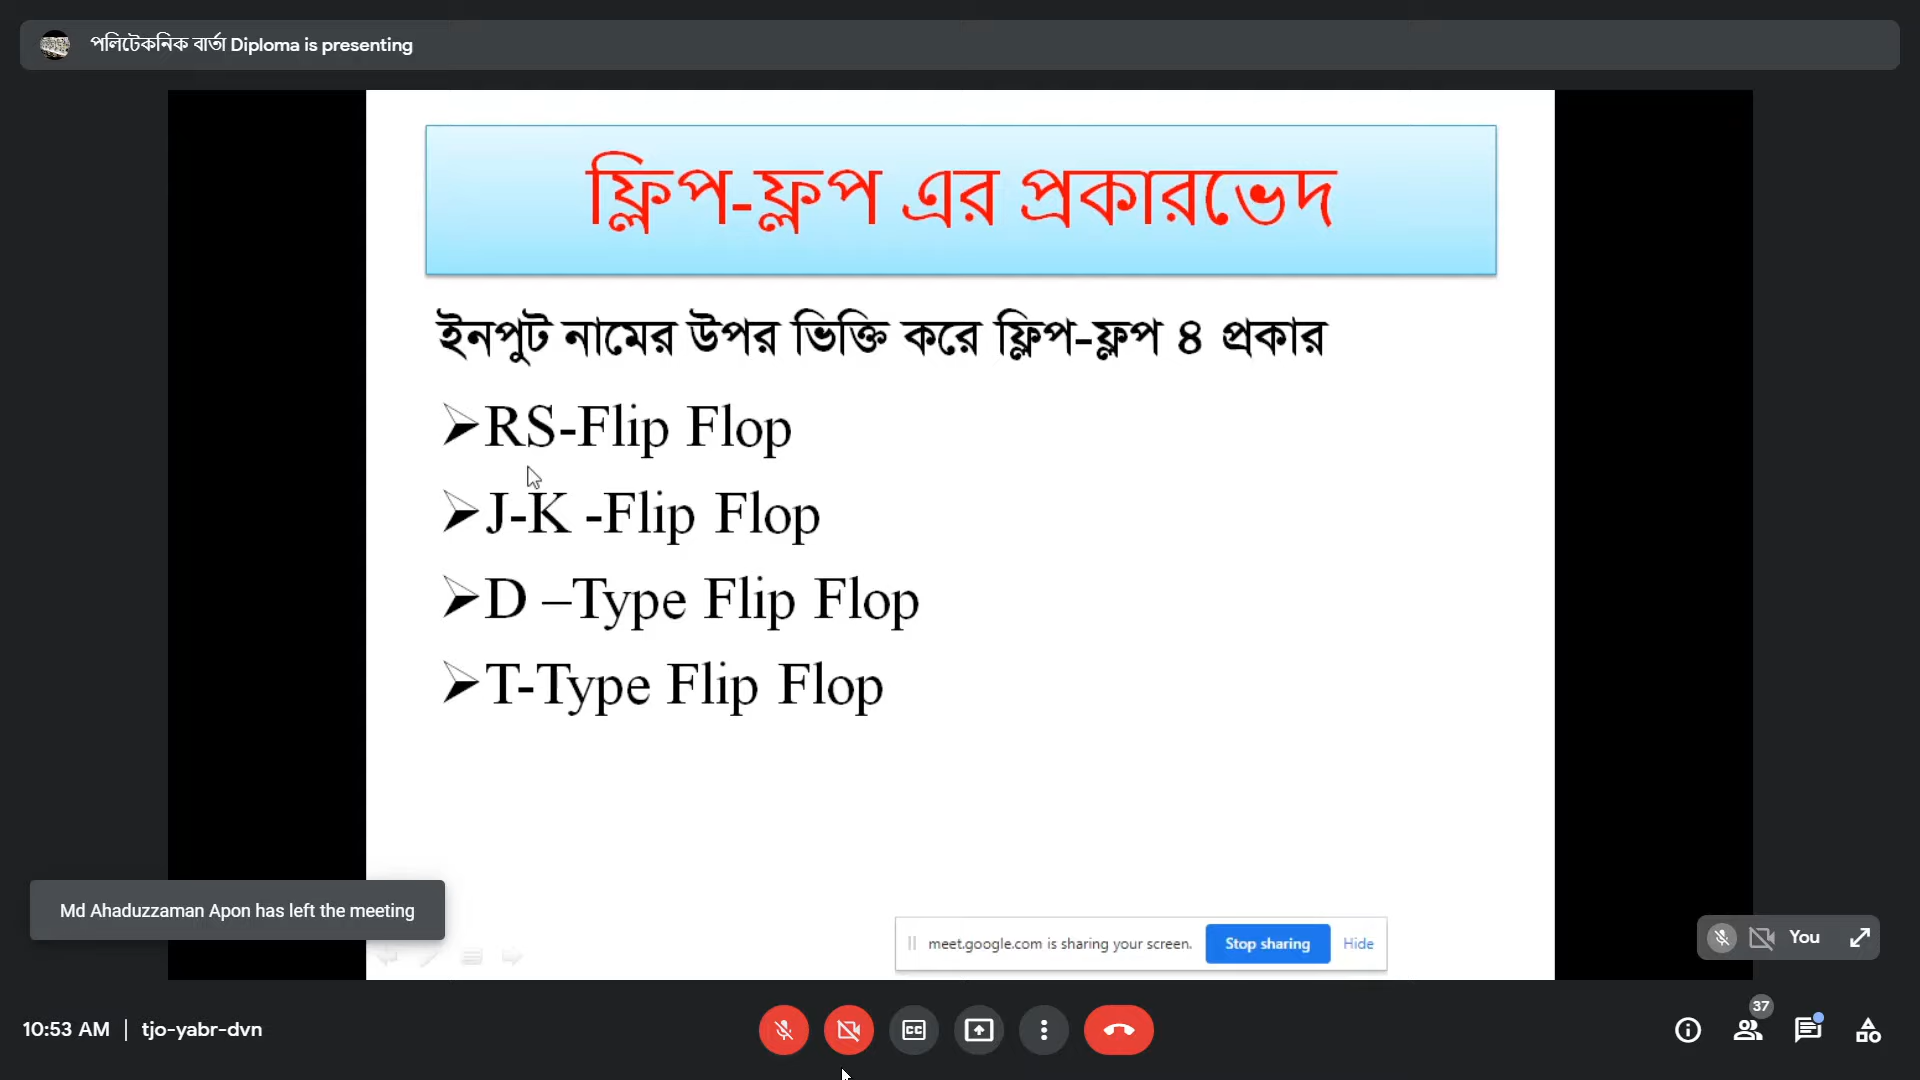 পলিটেকনিক বার্তা Diploma is presenting
ফ্লিপ-ফ্লপ এর প্রকারভেদ
ইনপুট নামের উপর ভিক্তি করে ফ্লিপ-ফ্লপ ৪ প্রকার
➢RS-Flip Flop
➢J-K -Flip Flop
➢D –Type Flip Flop
➢T-Type Flip Flop
Md Ahaduzzaman Apon has left the meeting
meet.google.com is sharing your screen. Stop sharing Hide
You
10:53 AM | tjo-yabr-dvn
CC
37